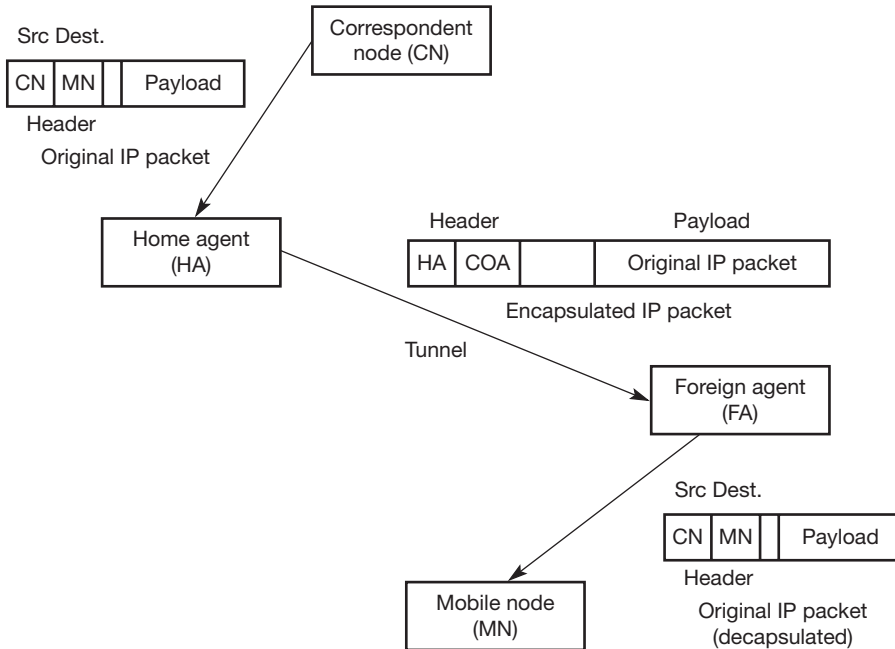 Src Dest.
CN MN Payload
Header
Original IP packet
Correspondent
node (CN)
Home agent
(HA)
Header Payload
HA COA Original IP packet
Encapsulated IP packet
Tunnel
Foreign agent
(FA)
Src Dest.
CN MN Payload
Header
Original IP packet
(decapsulated)
Mobile node
(MN)